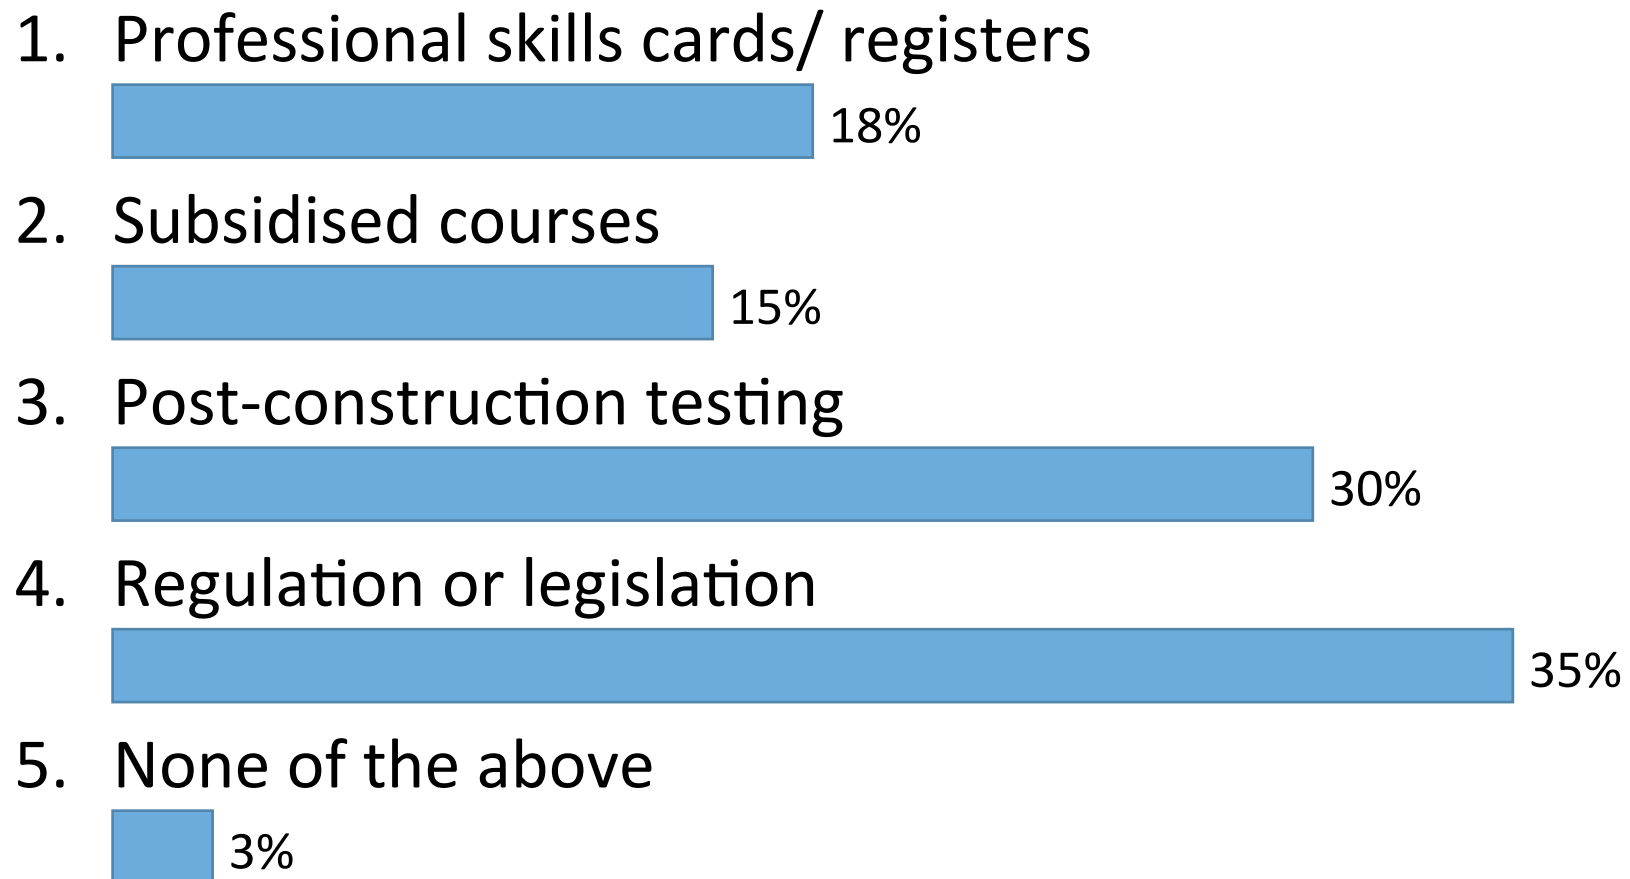 1. Professional skills cards/ registers
18%
2. Subsidised courses
15%
3. Post-construction testing
30%
4. Regulation or legislation
35%
5. None of the above
3%